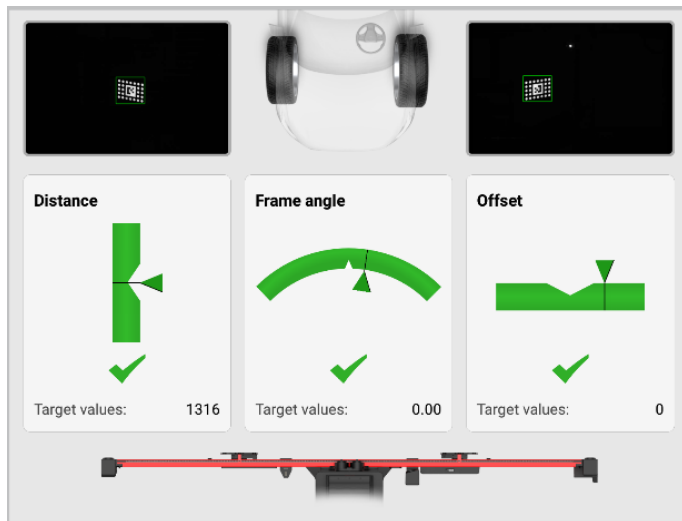 Distance
Frame angle
Offset
Target values: 1316
Target values: 0.00
Target values: 0